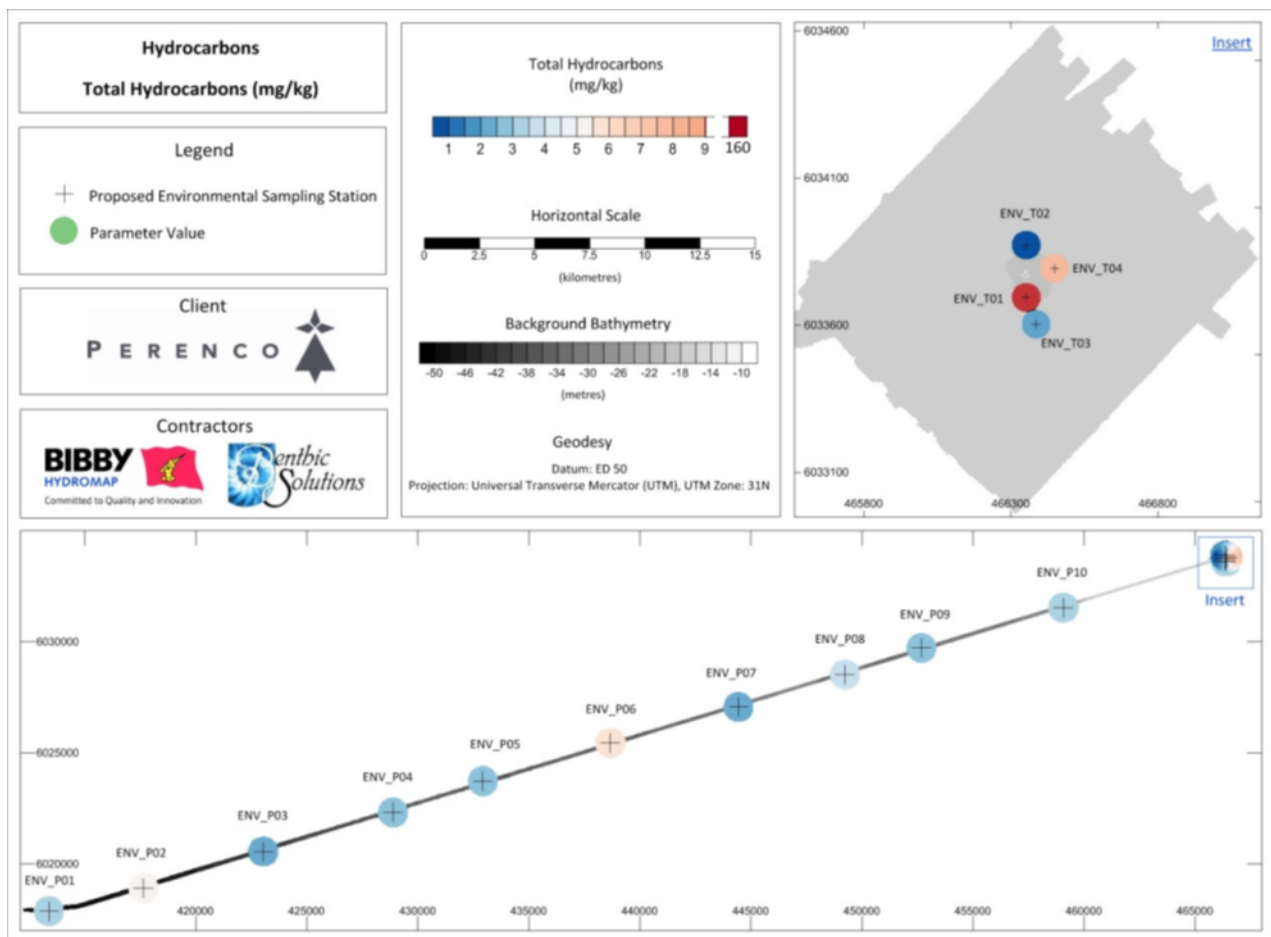 Hydrocarbons
Total Hydrocarbons (mg/kg)
Legend
Proposed Environmental Sampling Station
Parameter Value
Client
PERENCO
Contractors
BIBBY
HYDROMAP
Committed to Quality and Innovation
Benthic
Solutions
Total Hydrocarbons
(mg/kg)
1 2 3 4 5 6 7 8 9 160
Horizontal Scale
0 2.5 5 7.5 10 12.5 15
(kilometres)
Background Bathymetry
-50 -46 -42 -38 -34 -30 -26 -22 -18 -14 -10
(metres)
Geodesy
Datum: ED 50
Projection: Universal Transverse Mercator (UTM), UTM Zone: 31N
6034600
Insert
6034100
ENV_T02
ENV_T04
ENV_T01
6033600
ENV_T03
6033100
465800 466300 466800
ENV_P10
Insert
ENV_P09
6030000
ENV_P08
ENV_P07
ENV_P06
ENV_P05
6025000
ENV_P04
ENV_P03
ENV_P02
6020000
ENV_P01
420000 425000 430000 435000 440000 445000 450000 455000 460000 465000